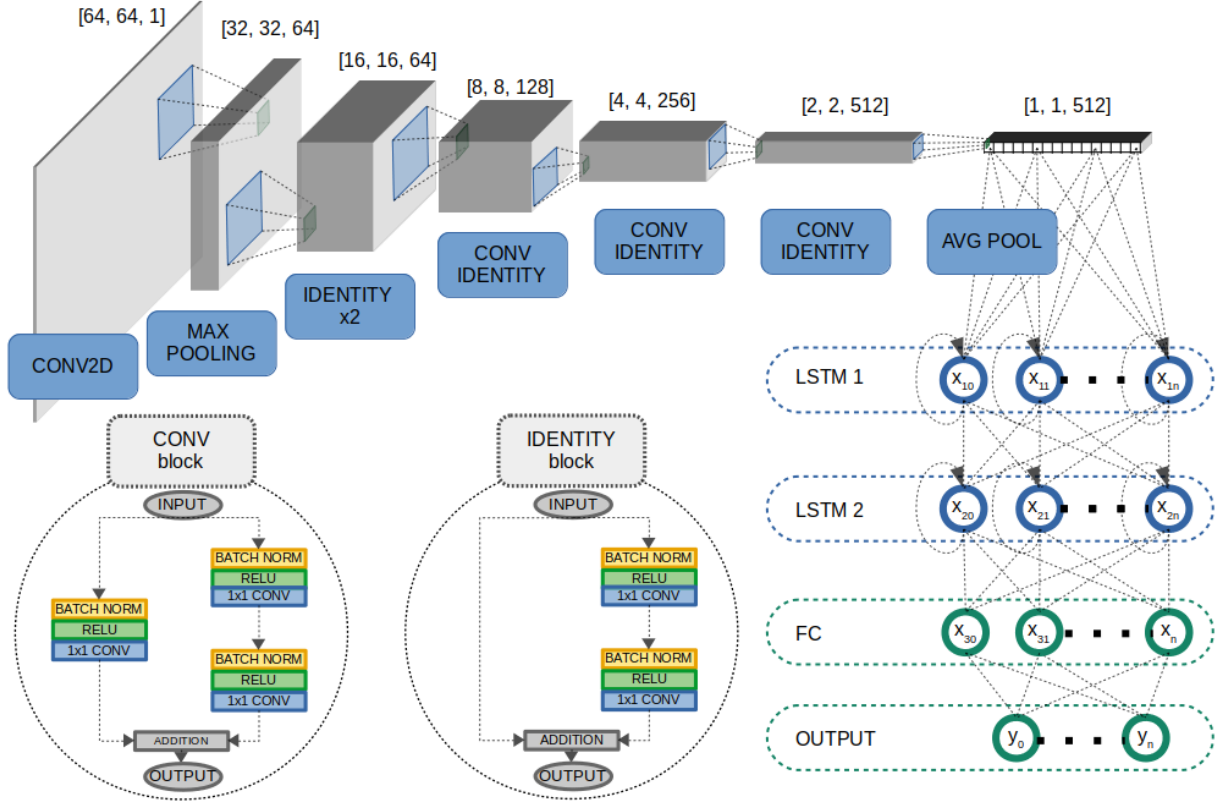 [64, 64, 1]
[32, 32, 64]
[16, 16, 64]
[8, 8, 128]
[4, 4, 256]
[2, 2, 512]
[1, 1, 512]
CONV2D
MAX
POOLING
IDENTITY
x2
CONV
IDENTITY
CONV
IDENTITY
CONV
IDENTITY
AVG POOL
LSTM 1
x10
x11
x1n
LSTM 2
x20
x21
x2n
FC
x30
x31
xn
OUTPUT
y0
yn
CONV
block
INPUT
BATCH NORM
RELU
1x1 CONV
BATCH NORM
RELU
1x1 CONV
BATCH NORM
RELU
1x1 CONV
ADDITION
OUTPUT
IDENTITY
block
INPUT
BATCH NORM
RELU
1x1 CONV
BATCH NORM
RELU
1x1 CONV
ADDITION
OUTPUT